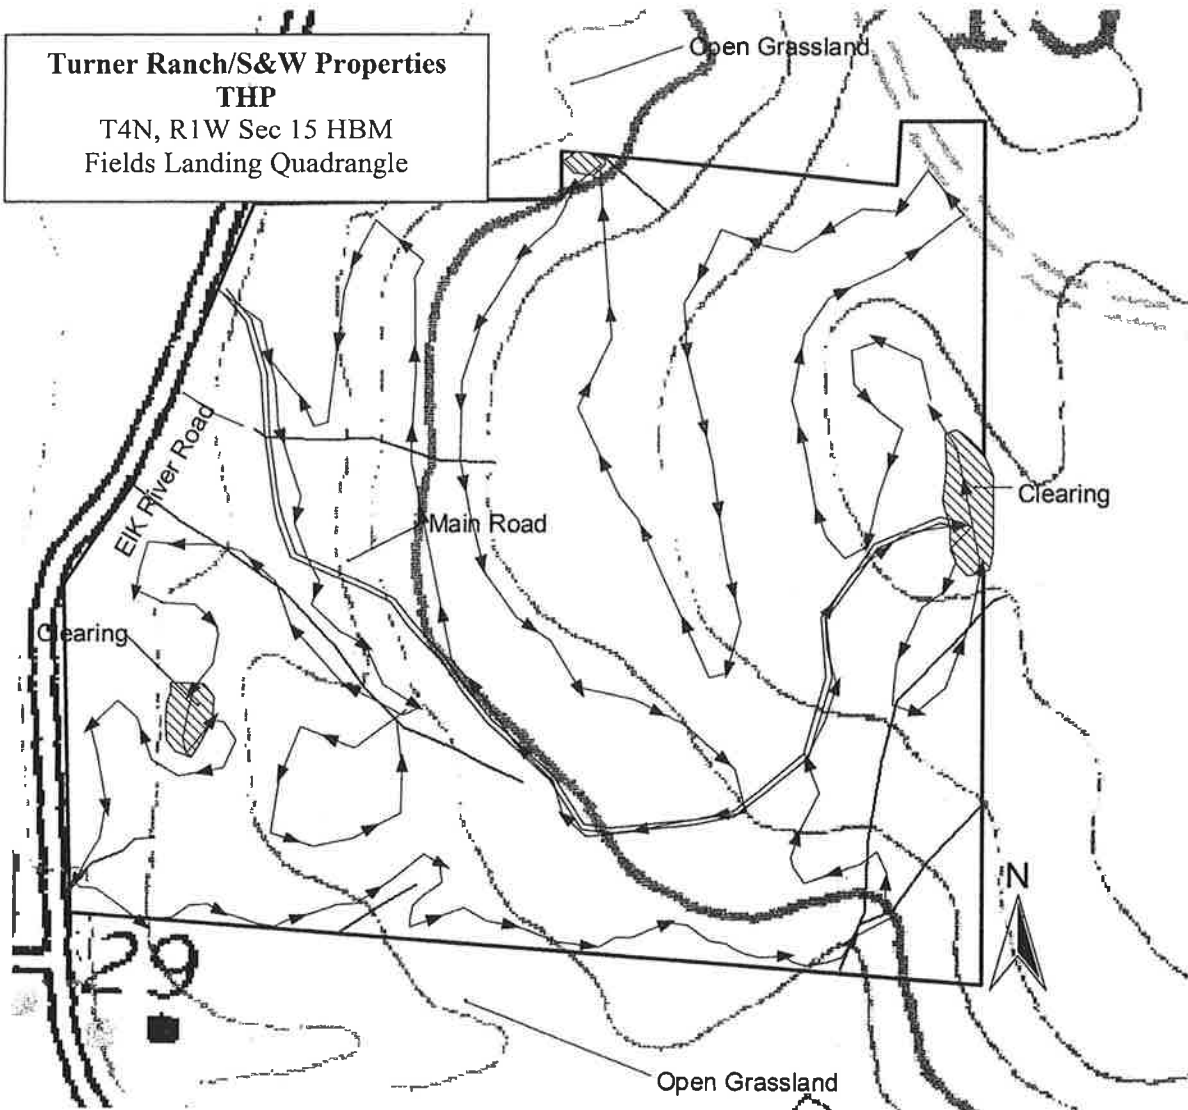 Turner Ranch/S&W Properties
THP
T4N, R1W Sec 15 HBM
Fields Landing Quadrangle
Open Grassland
Clearing
Elk River Road
Main Road
Clearing
N
29
Open Grassland